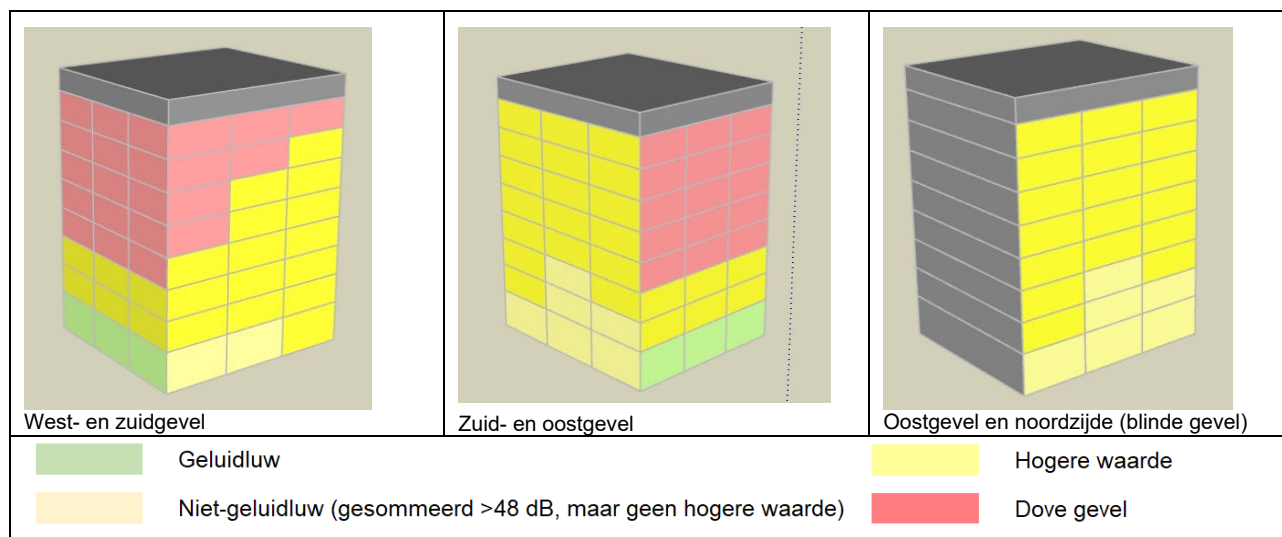 West- en zuidgevel
Zuid- en oostgevel
Oostgevel en noordzijde (blinde gevel)
Geluidluw
Hogere waarde
Niet-geluidluw (gesommeerd >48 dB, maar geen hogere waarde)
Dove gevel